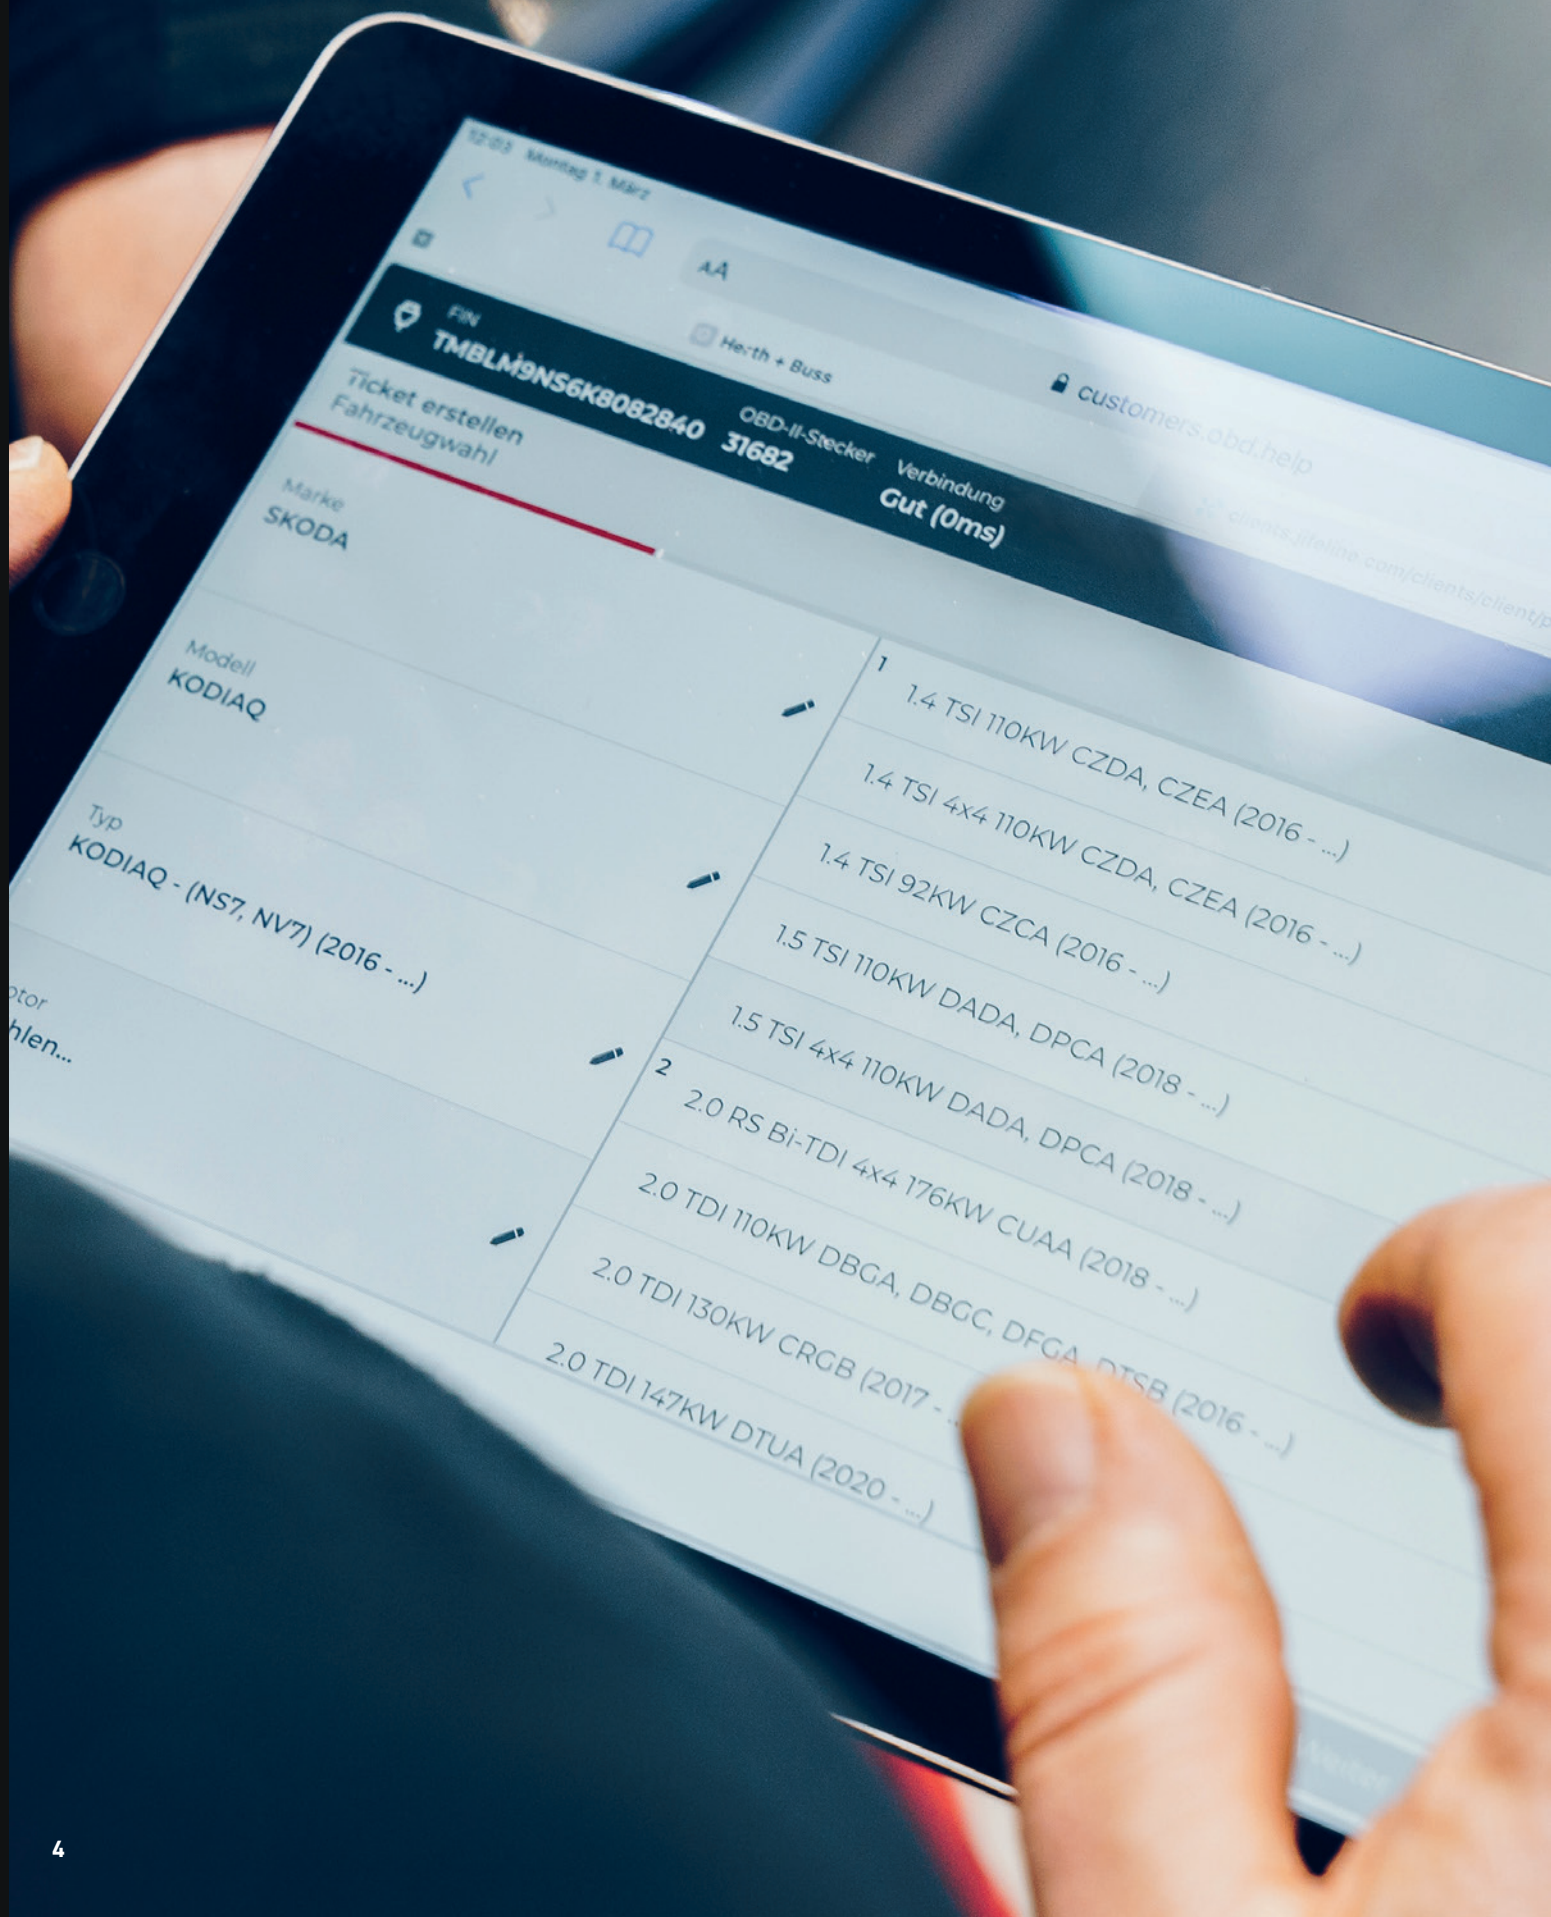 12:03 Montag 1. März
AA
customers.obd.help
Herth + Buss
FIN
TMBLM9NS6K8082840
OBD-II-Stecker
31682
Verbindung
Gut (0ms)
Ticket erstellen
Fahrzeugwahl
Marke
SKODA
Modell
KODIAQ
Typ
KODIAQ - (NS7, NV7) (2016 - ...)
otor
hlen...
1
1.4 TSI 110KW CZDA, CZEA (2016 - ...)
1.4 TSI 4x4 110KW CZDA, CZEA (2016 - ...)
1.4 TSI 92KW CZCA (2016 - ...)
1.5 TSI 110KW DADA, DPCA (2018 - ...)
1.5 TSI 4x4 110KW DADA, DPCA (2018 - ...)
2
2.0 RS Bi-TDI 4x4 176KW CUAA (2018 - ...)
2.0 TDI 110KW DBGA, DBGC, DFGA, DTSB (2016 - ...)
2.0 TDI 130KW CRGB (2017 - ...
2.0 TDI 147KW DTUA (2020 - ...)
4